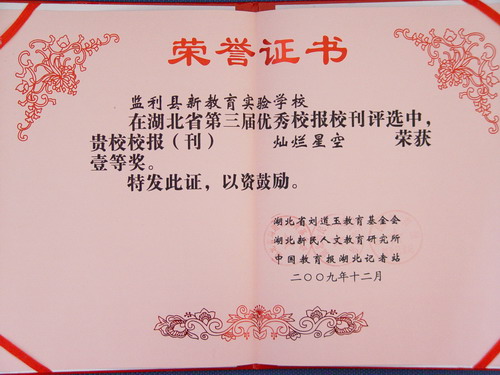 荣誉证书
监利县新教育实验学校
在湖北省第三届优秀校报校刊评选中,
贵校校报（刊） 灿烂星空 荣获
壹等奖。
特发此证，以资鼓励。
湖北省刘道玉教育基金会
湖北新民人文教育研究所
中国教育报湖北记者站
二〇〇九年十二月